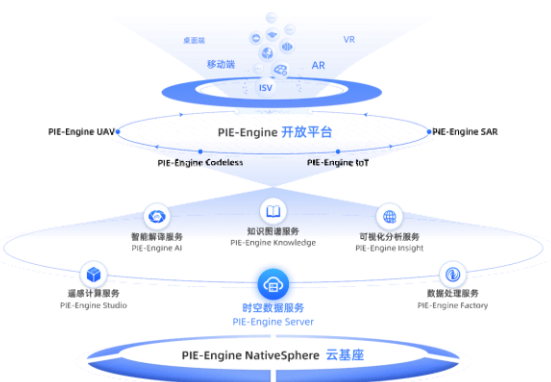 桌面端
VR
移动端
AR
ISV
PIE-Engine 开放平台
PIE-Engine UAV
PIE-Engine SAR
PIE-Engine Codeless
PIE-Engine IoT
知识图谱服务
PIE-Engine Knowledge
智能解译服务
PIE-Engine AI
可视化分析服务
PIE-Engine Insight
遥感计算服务
PIE-Engine Studio
时空数据服务
PIE-Engine Server
数据处理服务
PIE-Engine Factory
PIE-Engine NativeSphere 云基座